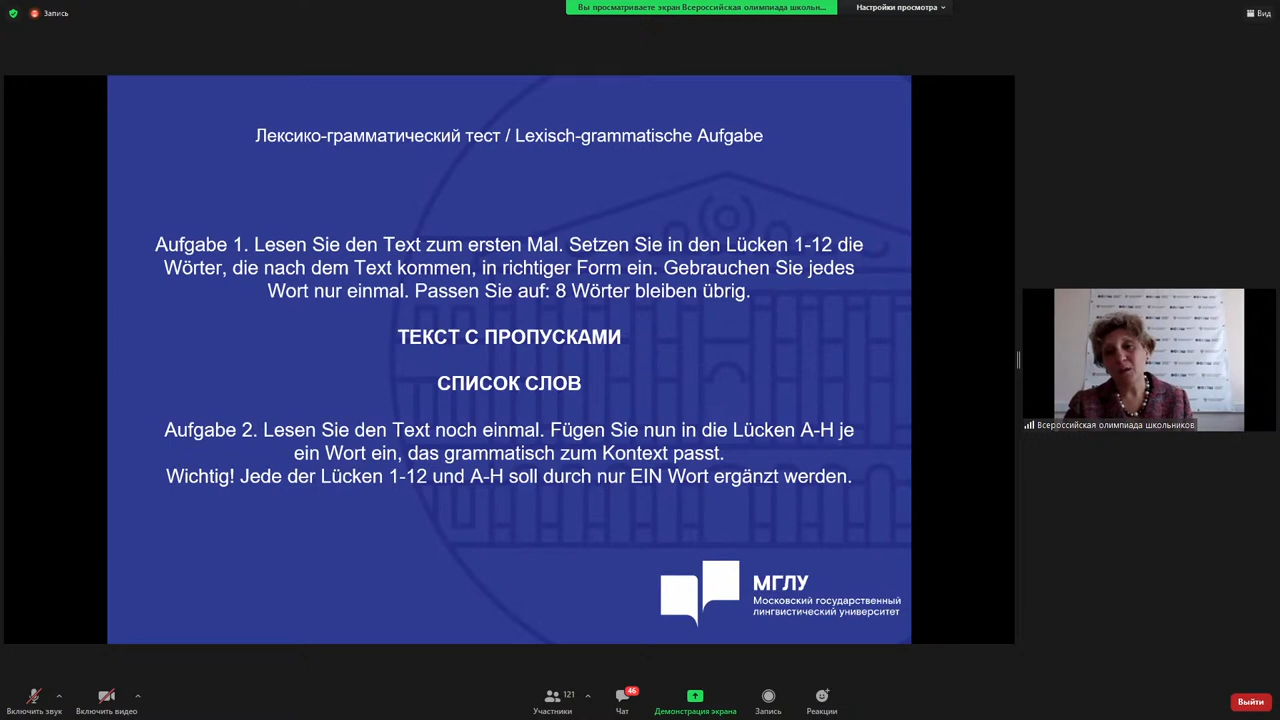 Запись
Вы просматриваете экран Всероссийская олимпиада школьн...
Настройки просмотра
Вид
Лексико-грамматический тест / Lexisch-grammatische Aufgabe
Aufgabe 1. Lesen Sie den Text zum ersten Mal. Setzen Sie in den Lücken 1-12 die
Wörter, die nach dem Text kommen, in richtiger Form ein. Gebrauchen Sie jedes
Wort nur einmal. Passen Sie auf: 8 Wörter bleiben übrig.
ТЕКСТ С ПРОПУСКАМИ
СПИСОК СЛОВ
Aufgabe 2. Lesen Sie den Text noch einmal. Fügen Sie nun in die Lücken A-H je
ein Wort ein, das grammatisch zum Kontext passt.
Wichtig! Jede der Lücken 1-12 und A-H soll durch nur EIN Wort ergänzt werden.
МГЛУ
Московский государственный
лингвистический университет
Всероссийская олимпиада школьников
Включить звук
Включить видео
121
Участники
46
Чат
Демонстрация экрана
Запись
Реакции
Выйти